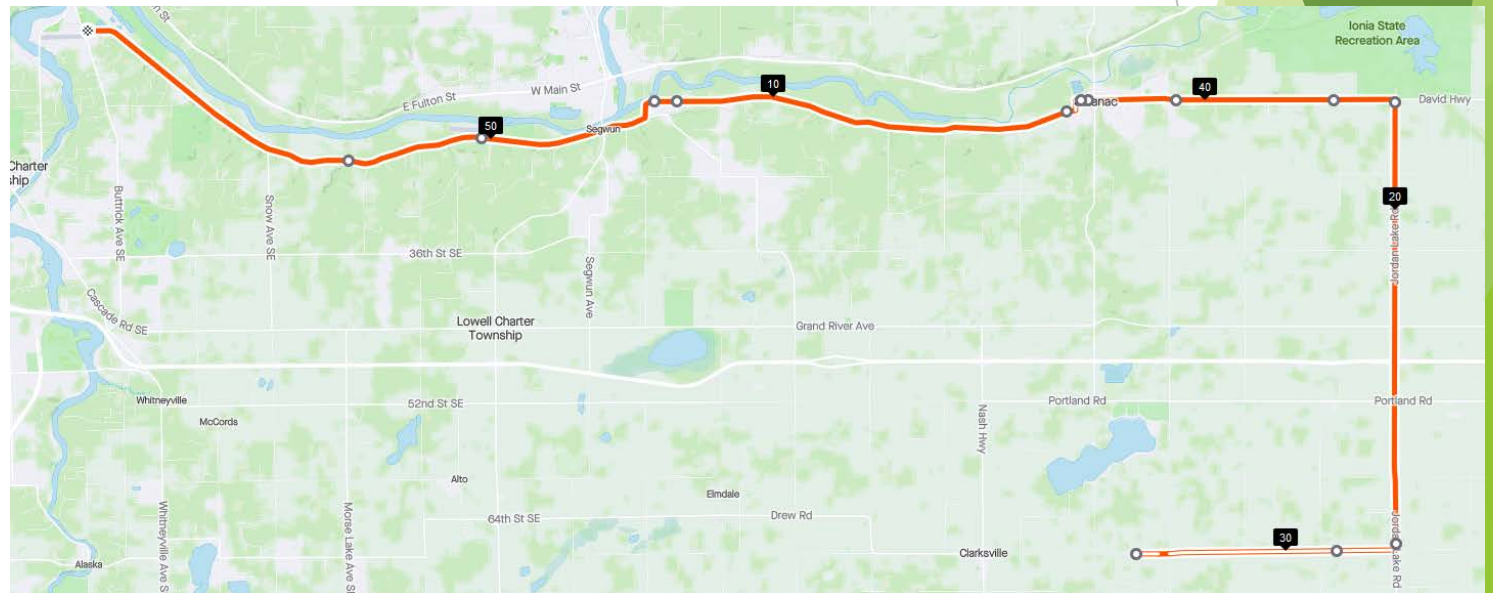 n St
Ionia State
Recreation Area
E Fulton St
W Main St
10
40
David Hwy
50
Segwun
anac
Charter
ship
Buttrick Ave SE
Snow Ave SE
36th St SE
Segwun Ave
20
Jordan Lake Rd
Cascade Rd SE
Lowell Charter
Township
Grand River Ave
Whitneyville
52nd St SE
McCords
Nash Hwy
Portland Rd
Portland Rd
Alto
Elmdale
64th St SE
Drew Rd
Whitneyville Ave S
Morse Lake Ave SE
Alaska
Clarksville
30
Jordan Lake Rd